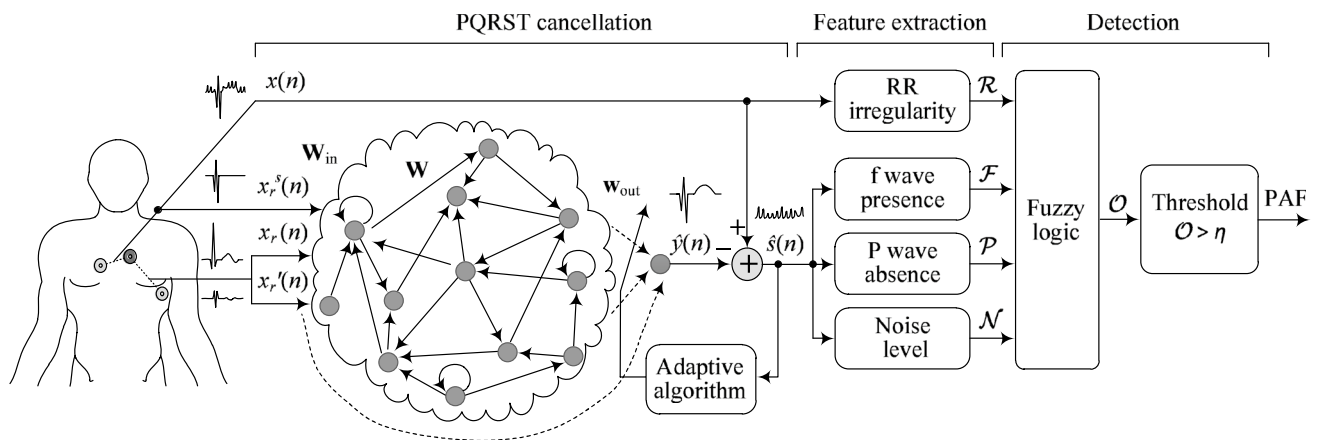 PQRST cancellation
Feature extraction
Detection
x(n)
RR
irregularity
ℛ
W_in
W
x_r^s(n)
w_out
x_r(n)
x_r′(n)
ŷ(n)
−
+
+
ŝ(n)
f wave
presence
ℱ
P wave
absence
𝒫
Noise
level
𝒩
Adaptive
algorithm
Fuzzy
logic
𝒪
Threshold
𝒪 > η
PAF